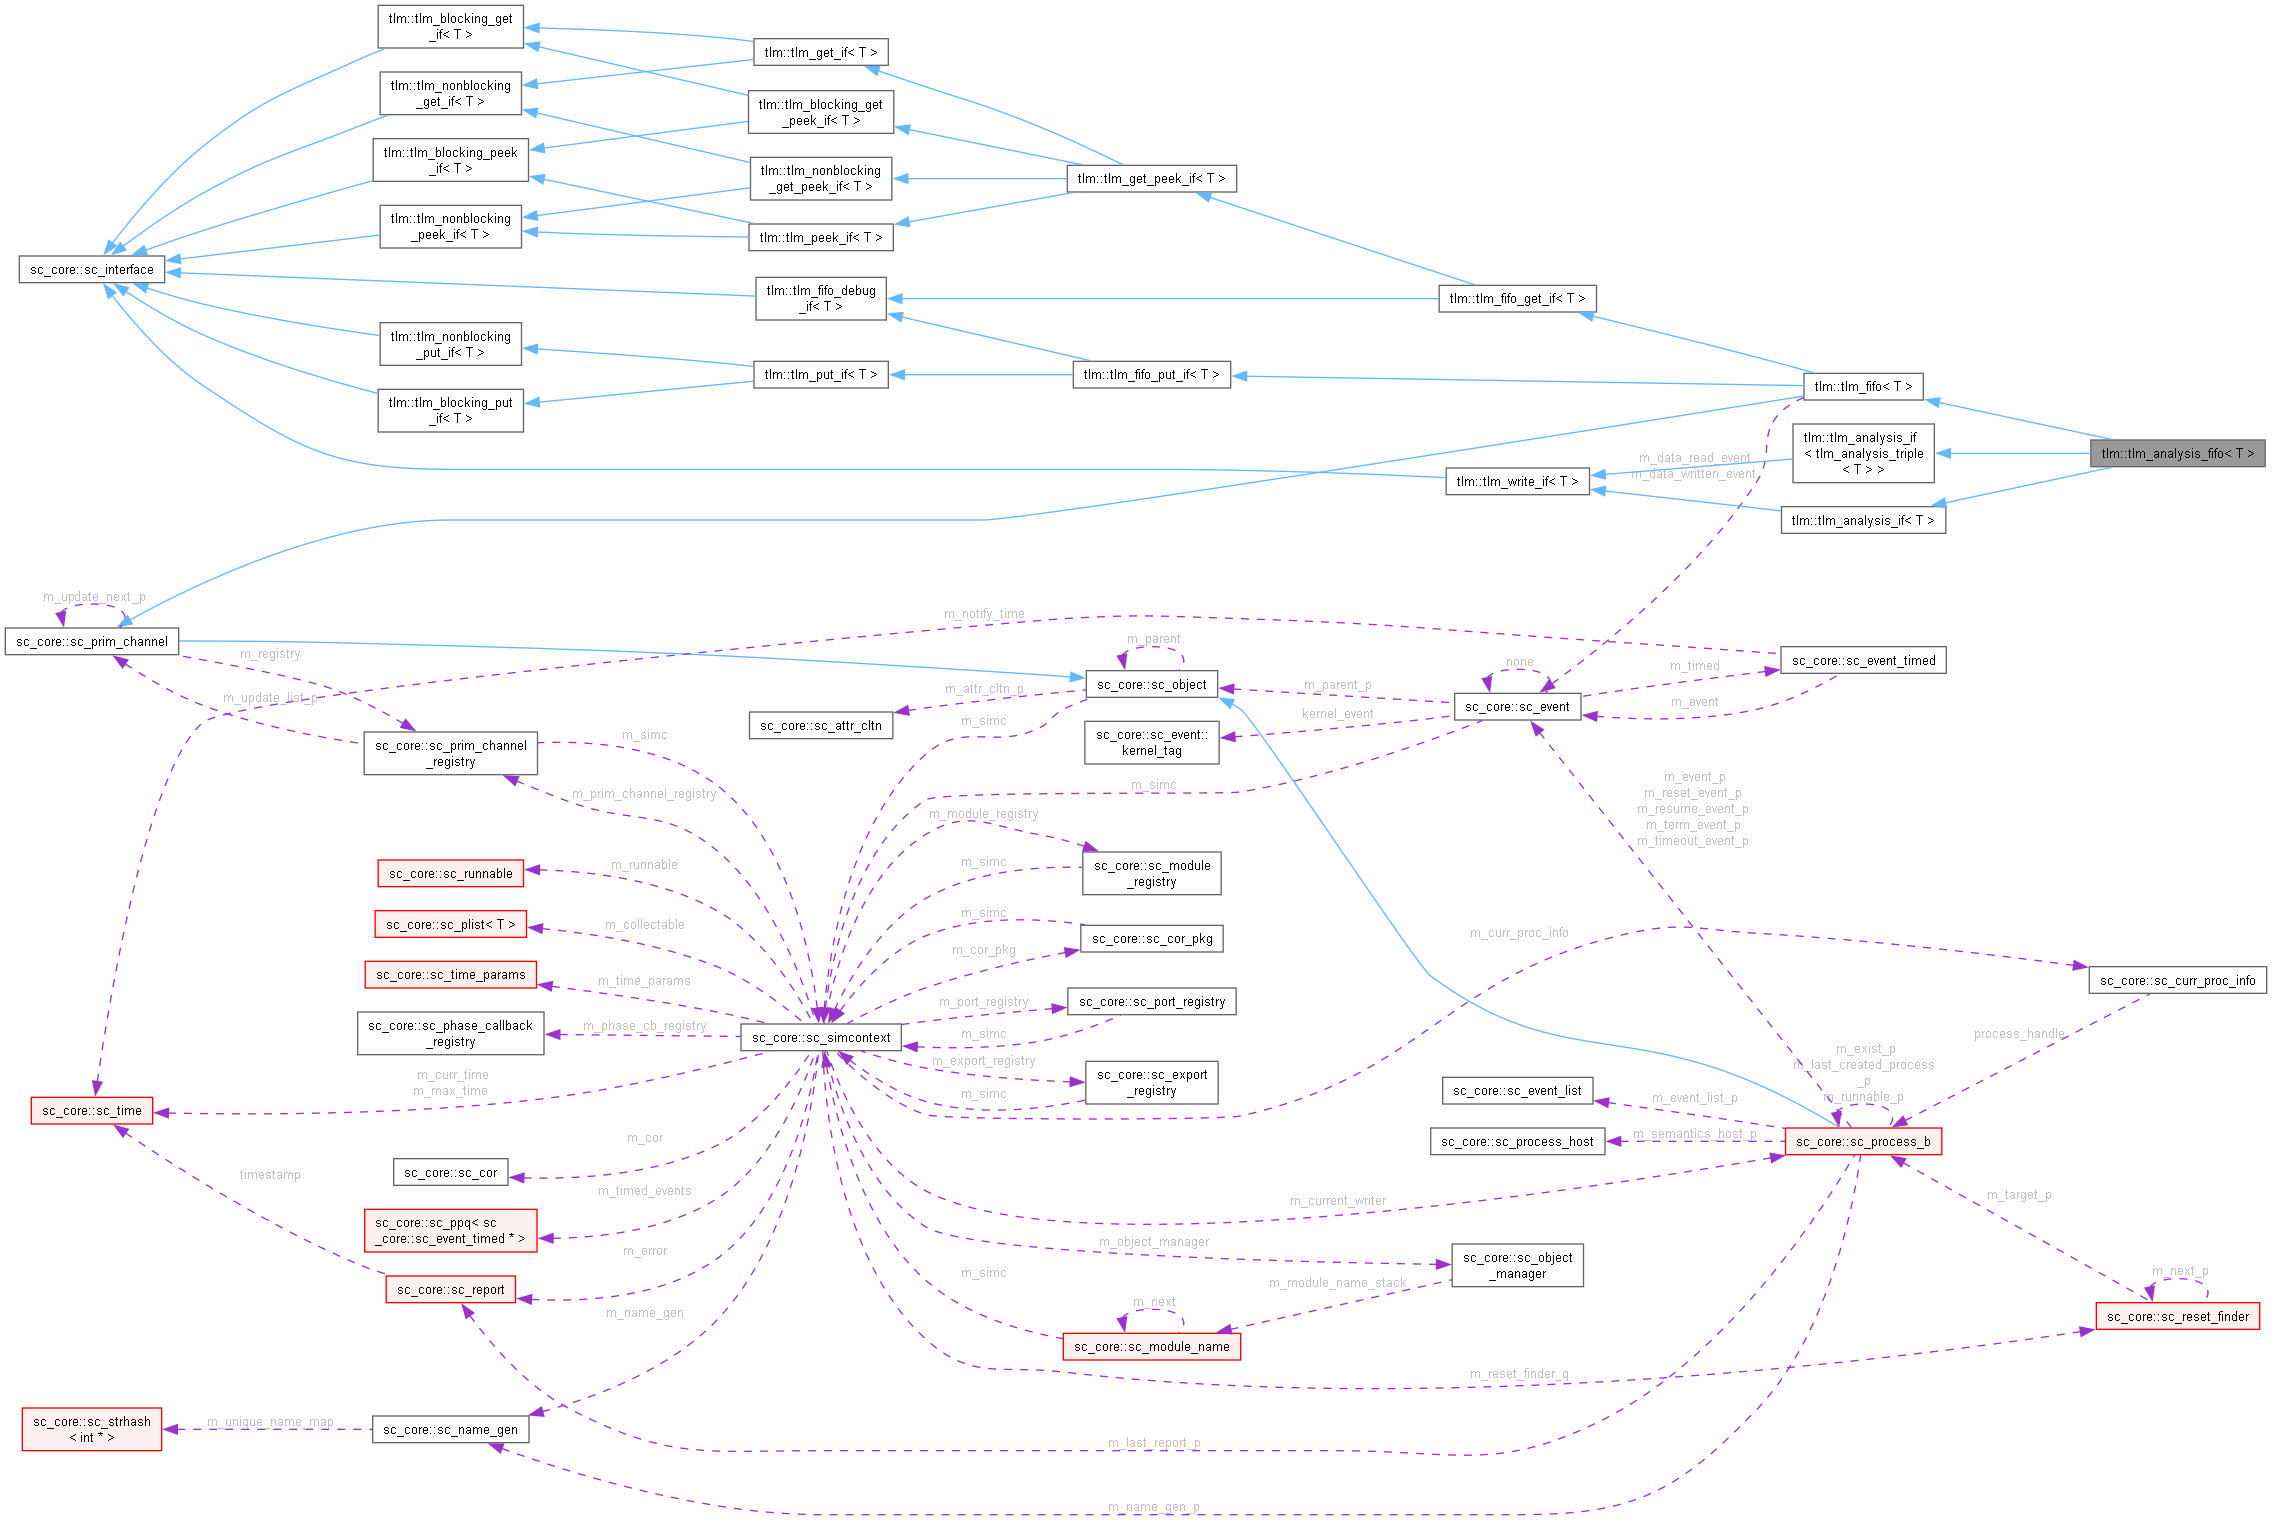 tlm::tlm_blocking_get
_if< T >
tlm::tlm_get_if< T >
tlm::tlm_nonblocking
_get_if< T >
tlm::tlm_blocking_get
_peek_if< T >
tlm::tlm_blocking_peek
_if< T >
tlm::tlm_nonblocking
_get_peek_if< T >
tlm::tlm_get_peek_if< T >
tlm::tlm_nonblocking
_peek_if< T >
tlm::tlm_peek_if< T >
sc_core::sc_interface
tlm::tlm_fifo_debug
_if< T >
tlm::tlm_fifo_get_if< T >
tlm::tlm_nonblocking
_put_if< T >
tlm::tlm_put_if< T >
tlm::tlm_fifo_put_if< T >
tlm::tlm_fifo< T >
tlm::tlm_blocking_put
_if< T >
tlm::tlm_analysis_if
< tlm_analysis_triple
< T > >
tlm::tlm_analysis_fifo< T >
m_data_read_event
m_data_written_event
tlm::tlm_write_if< T >
tlm::tlm_analysis_if< T >
m_update_next_p
sc_core::sc_prim_channel
m_notify_time
m_registry
m_update_list_p
m_parent
sc_core::sc_object
m_attr_cltn_p
m_simc
sc_core::sc_attr_cltn
m_parent_p
kernel_event
none
sc_core::sc_event
m_timed
m_event
sc_core::sc_event_timed
sc_core::sc_event::
kernel_tag
sc_core::sc_prim_channel
_registry
m_simc
m_prim_channel_registry
m_simc
m_event_p
m_reset_event_p
m_resume_event_p
m_term_event_p
m_timeout_event_p
m_module_registry
sc_core::sc_module
_registry
m_simc
sc_core::sc_runnable
m_runnable
sc_core::sc_plist< T >
m_collectable
m_simc
sc_core::sc_cor_pkg
m_cor_pkg
m_curr_proc_info
sc_core::sc_time_params
m_time_params
sc_core::sc_curr_proc_info
m_port_registry
sc_core::sc_port_registry
m_simc
sc_core::sc_phase_callback
_registry
m_phase_cb_registry
sc_core::sc_simcontext
process_handle
m_export_registry
sc_core::sc_export
_registry
m_simc
m_curr_time
m_max_time
m_exist_p
m_last_created_process
_p
m_runnable_p
sc_core::sc_event_list
m_event_list_p
sc_core::sc_time
sc_core::sc_process_host
m_semantics_host_p
sc_core::sc_process_b
m_cor
sc_core::sc_cor
timestamp
m_timed_events
m_current_writer
m_target_p
sc_core::sc_ppq< sc
_core::sc_event_timed * >
m_error
m_object_manager
sc_core::sc_object
_manager
m_simc
m_module_name_stack
m_next_p
sc_core::sc_report
m_name_gen
m_next
sc_core::sc_reset_finder
sc_core::sc_module_name
m_reset_finder_q
sc_core::sc_strhash
< int * >
m_unique_name_map
sc_core::sc_name_gen
m_last_report_p
m_name_gen_p